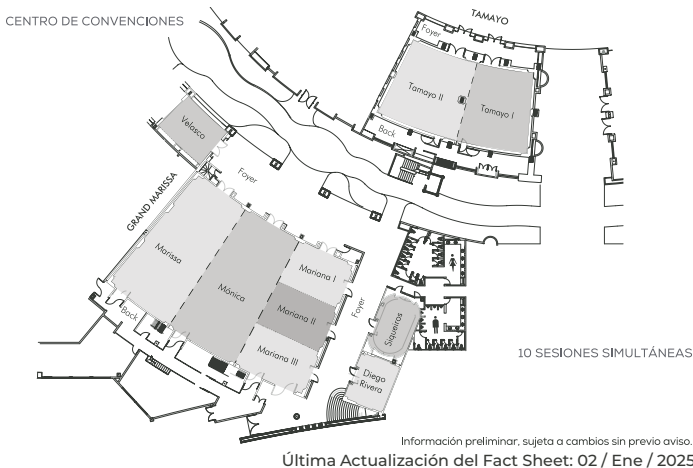 CENTRO DE CONVENCIONES
TAMAYO
Foyer
Tamayo II
Tamayo I
Back
Velasco
Foyer
GRAND MARISSA
Marissa
Mónica
Mariana I
Mariana II
Mariana III
Foyer
Back
Siqueiros
Diego
Rivera
10 SESIONES SIMULTÁNEAS
Información preliminar, sujeta a cambios sin previo aviso.
Última Actualización del Fact Sheet: 02 / Ene / 2025